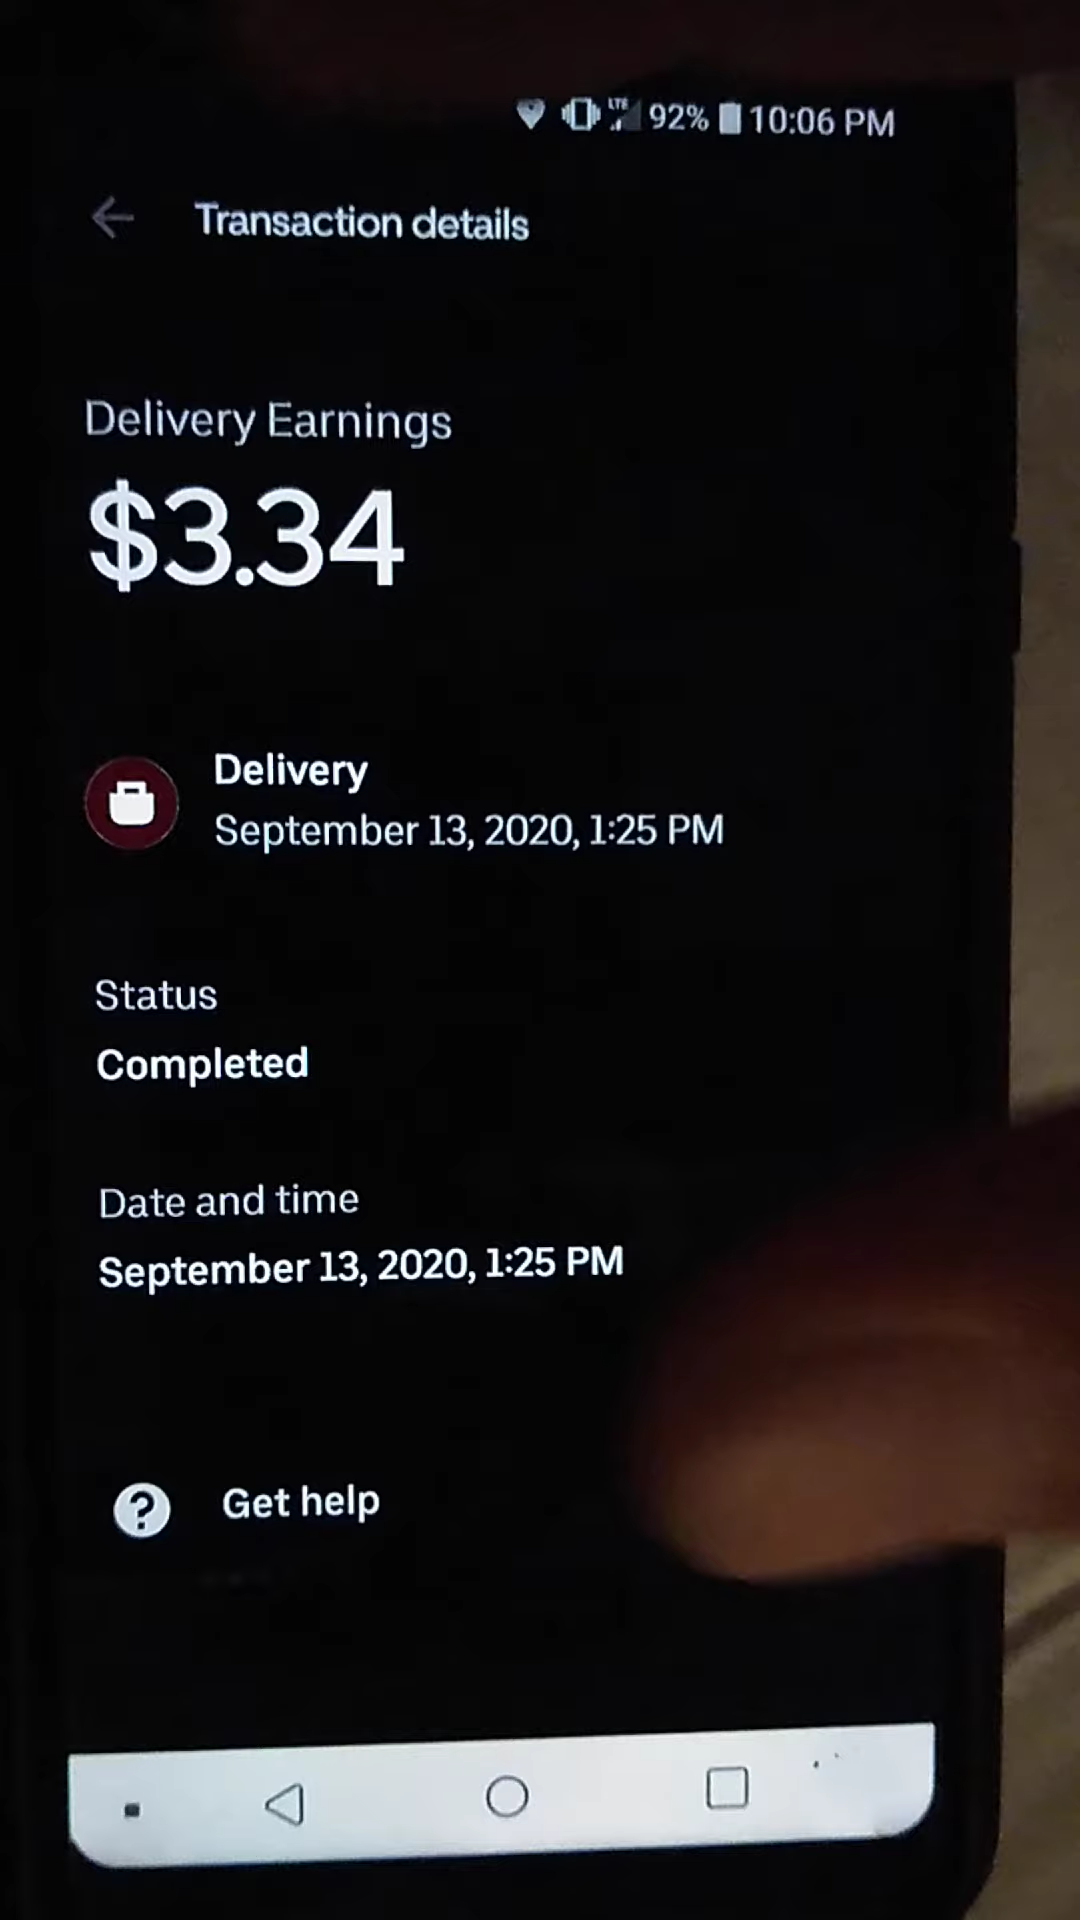 LTE 92% 10:06 PM
Transaction details
Delivery Earnings
$3.34
Delivery
September 13, 2020, 1:25 PM
Status
Completed
Date and time
September 13, 2020, 1:25 PM
? Get help